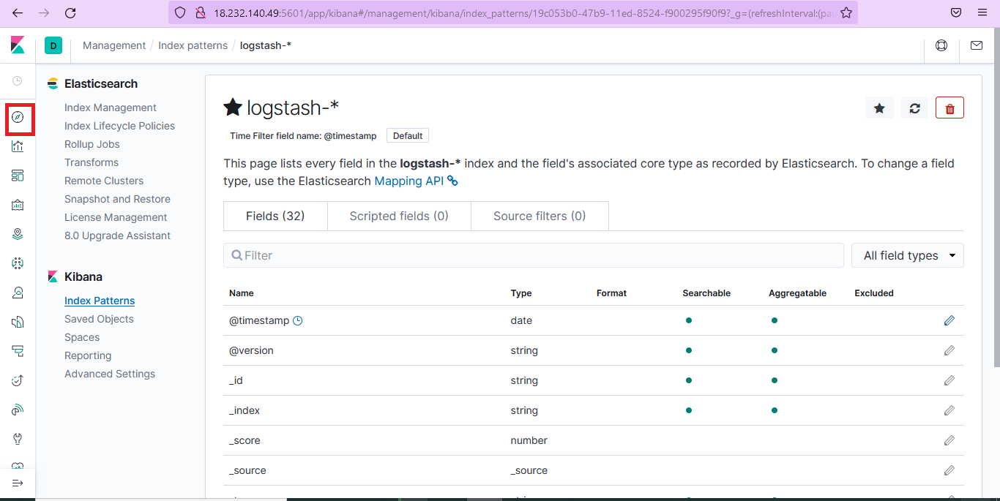 18.232.140.49:5601/app/kibana#/management/kibana/index_patterns/19c053b0-47b9-11ed-8524-f900295f90f9?_g=(refreshInterval:(pau
D
Management / Index patterns / logstash-*
Elasticsearch
Index Management
Index Lifecycle Policies
Rollup Jobs
Transforms
Remote Clusters
Snapshot and Restore
License Management
8.0 Upgrade Assistant
Kibana
Index Patterns
Saved Objects
Spaces
Reporting
Advanced Settings
logstash-*
Time Filter field name: @timestamp Default
This page lists every field in the logstash-* index and the field's associated core type as recorded by Elasticsearch. To change a field
type, use the Elasticsearch Mapping API
Fields (32) Scripted fields (0) Source filters (0)
Filter All field types
Name Type Format Searchable Aggregatable Excluded
@timestamp date
@version string
_id string
_index string
_score number
_source _source